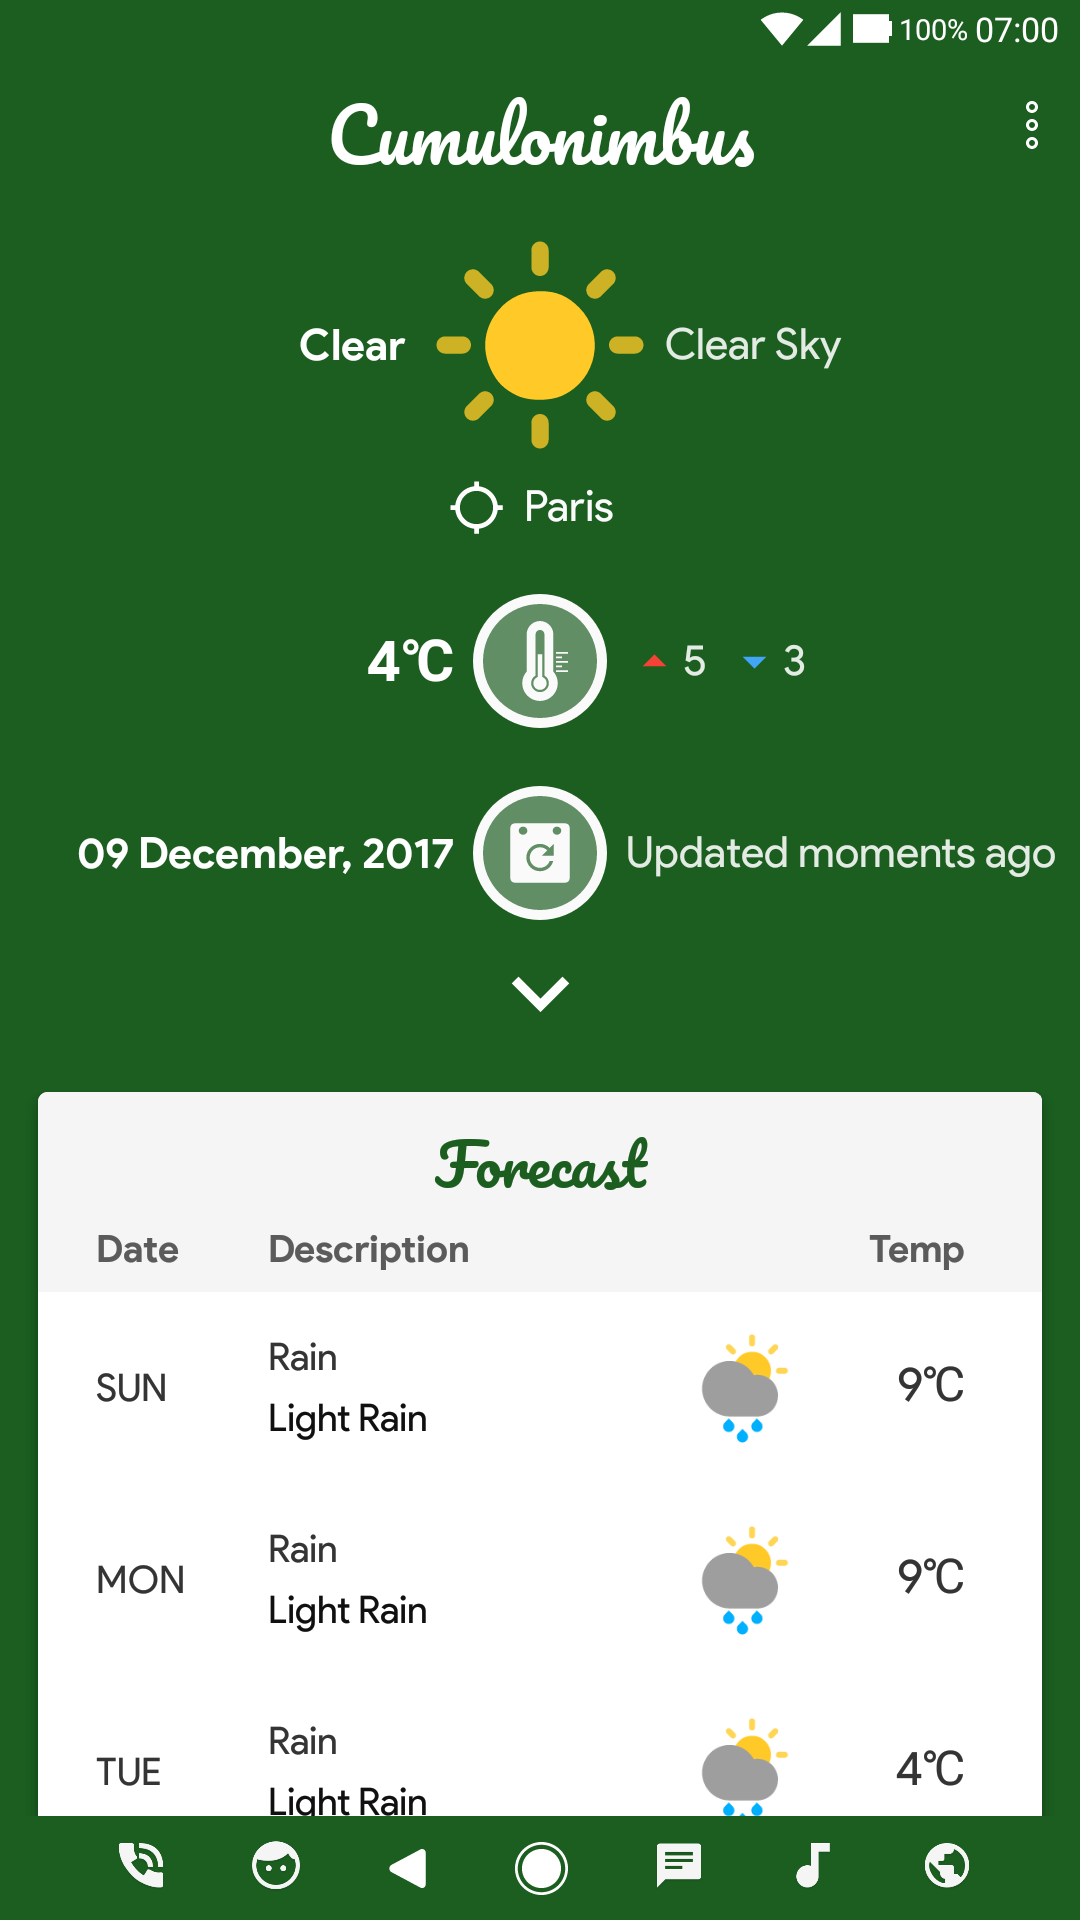 100% 07:00
Cumulonimbus
Clear Clear Sky
Paris
4°C 5 3
09 December, 2017 Updated moments ago
Forecast
Date Description Temp
Rain
SUN 9°C
Light Rain
Rain
MON 9°C
Light Rain
Rain
TUE 4°C
Light Rain